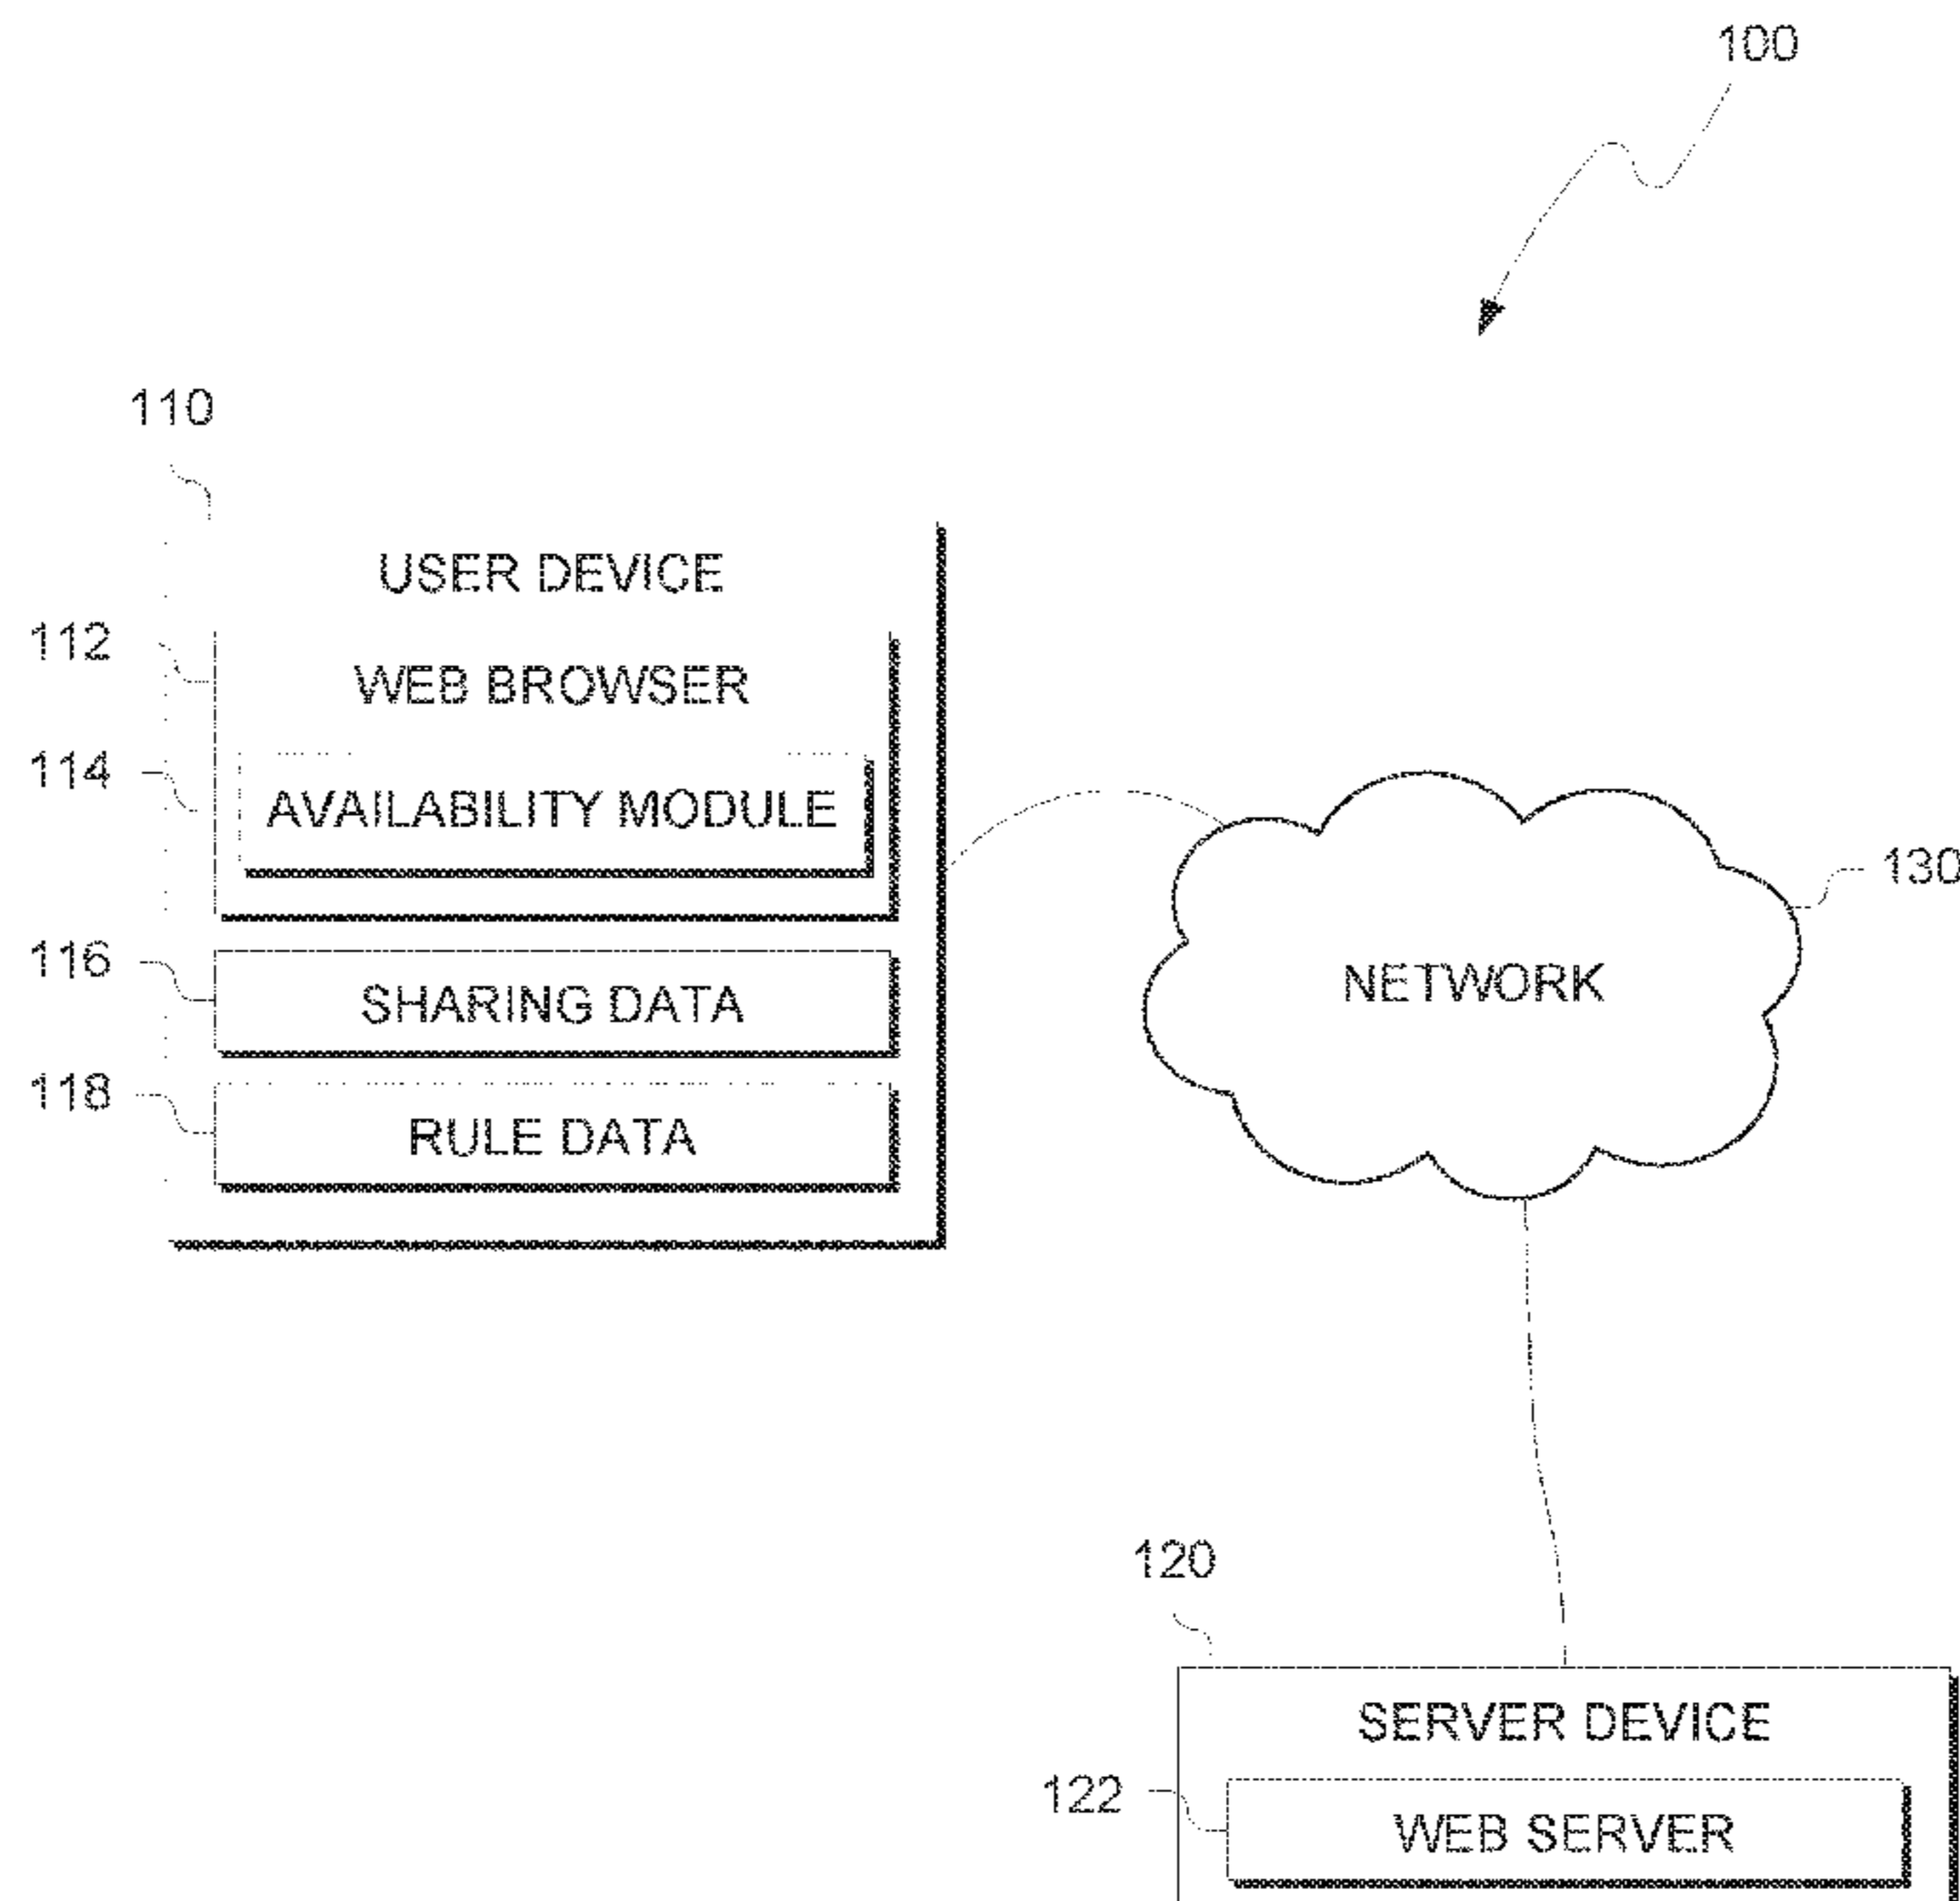 100
110
USER DEVICE
112
WEB BROWSER
114
AVAILABILITY MODULE
130
116
SHARING DATA
NETWORK
118
RULE DATA
120
SERVER DEVICE
122
WEB SERVER